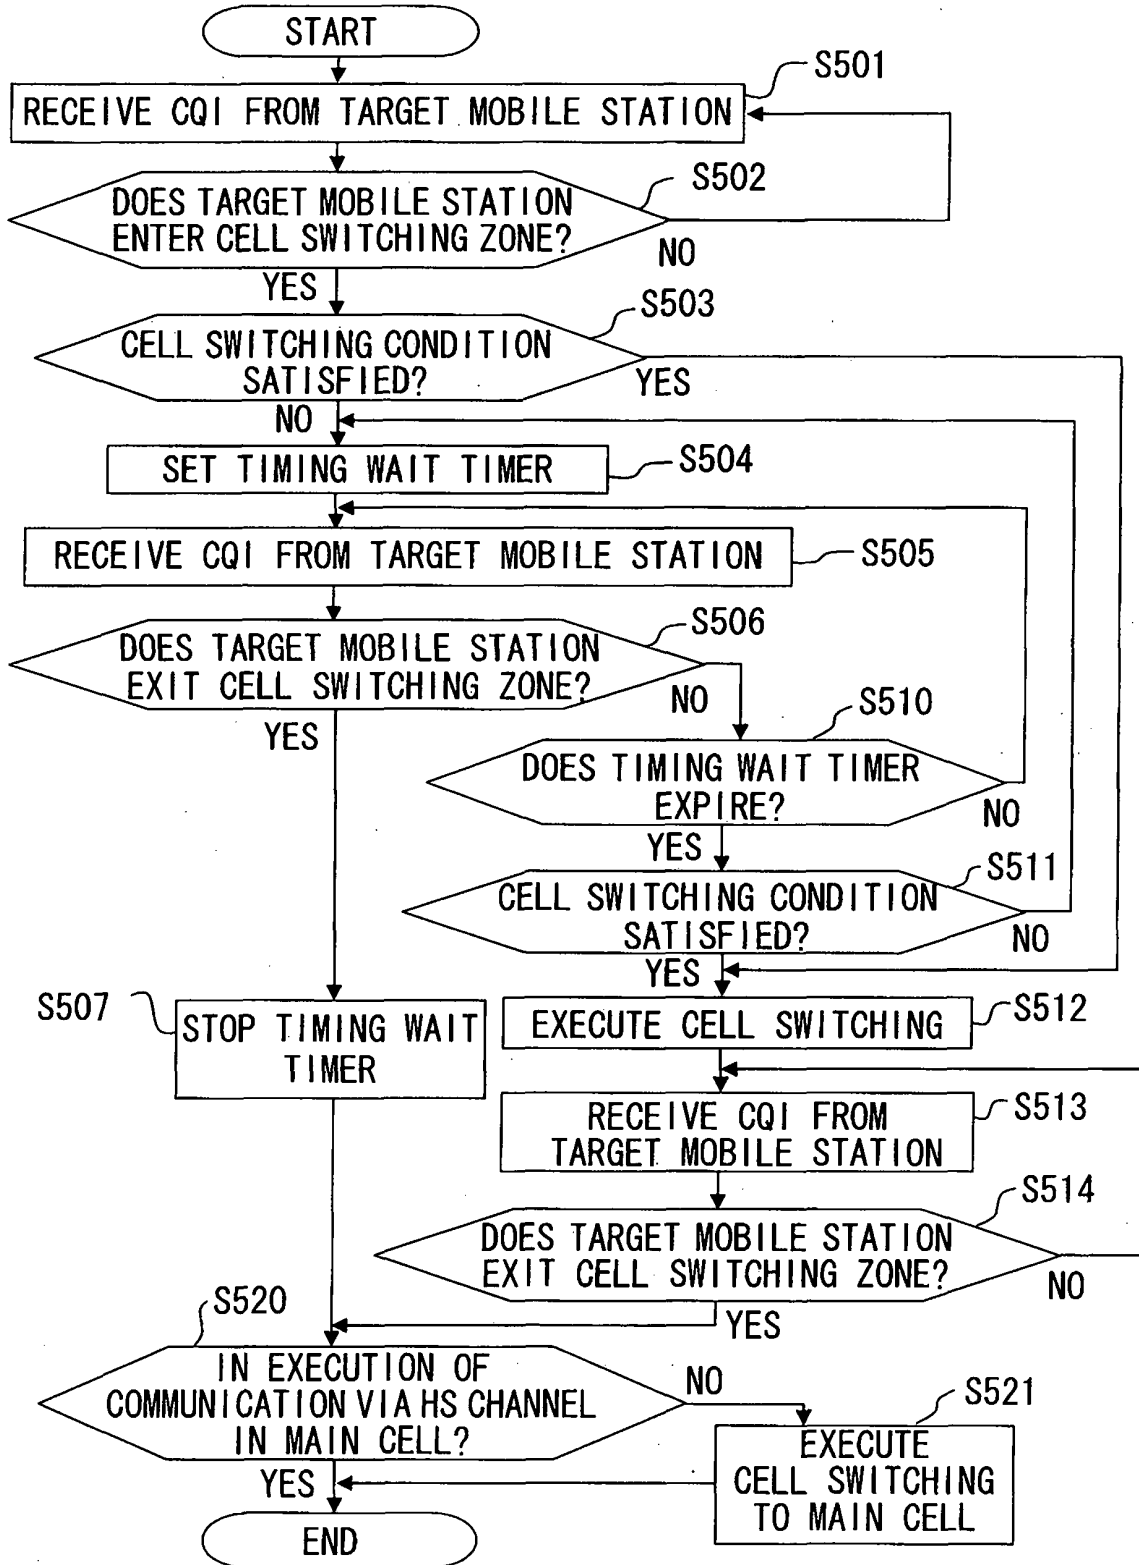 START
S501
RECEIVE CQI FROM TARGET MOBILE STATION
S502
DOES TARGET MOBILE STATION
ENTER CELL SWITCHING ZONE?
NO
YES
S503
CELL SWITCHING CONDITION
SATISFIED?
YES
NO
SET TIMING WAIT TIMER
S504
RECEIVE CQI FROM TARGET MOBILE STATION
S505
S506
DOES TARGET MOBILE STATION
EXIT CELL SWITCHING ZONE?
NO
YES
S510
DOES TIMING WAIT TIMER
EXPIRE?
NO
YES
S511
CELL SWITCHING CONDITION
SATISFIED?
NO
YES
S507
STOP TIMING WAIT
TIMER
EXECUTE CELL SWITCHING
S512
RECEIVE CQI FROM
TARGET MOBILE STATION
S513
S514
DOES TARGET MOBILE STATION
EXIT CELL SWITCHING ZONE?
NO
YES
S520
IN EXECUTION OF
COMMUNICATION VIA HS CHANNEL
IN MAIN CELL?
NO
YES
S521
EXECUTE
CELL SWITCHING
TO MAIN CELL
END